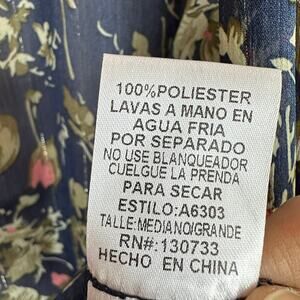 100%POLIESTER
LAVAS A MANO EN
AGUA FRIA
POR SEPARADO
NO USE BLANQUEADOR
CUELGUE LA PRENDA
PARA SECAR
ESTILO:A6303
TALLE:MEDIANO/GRANDE
RN#:130733
HECHO EN CHINA